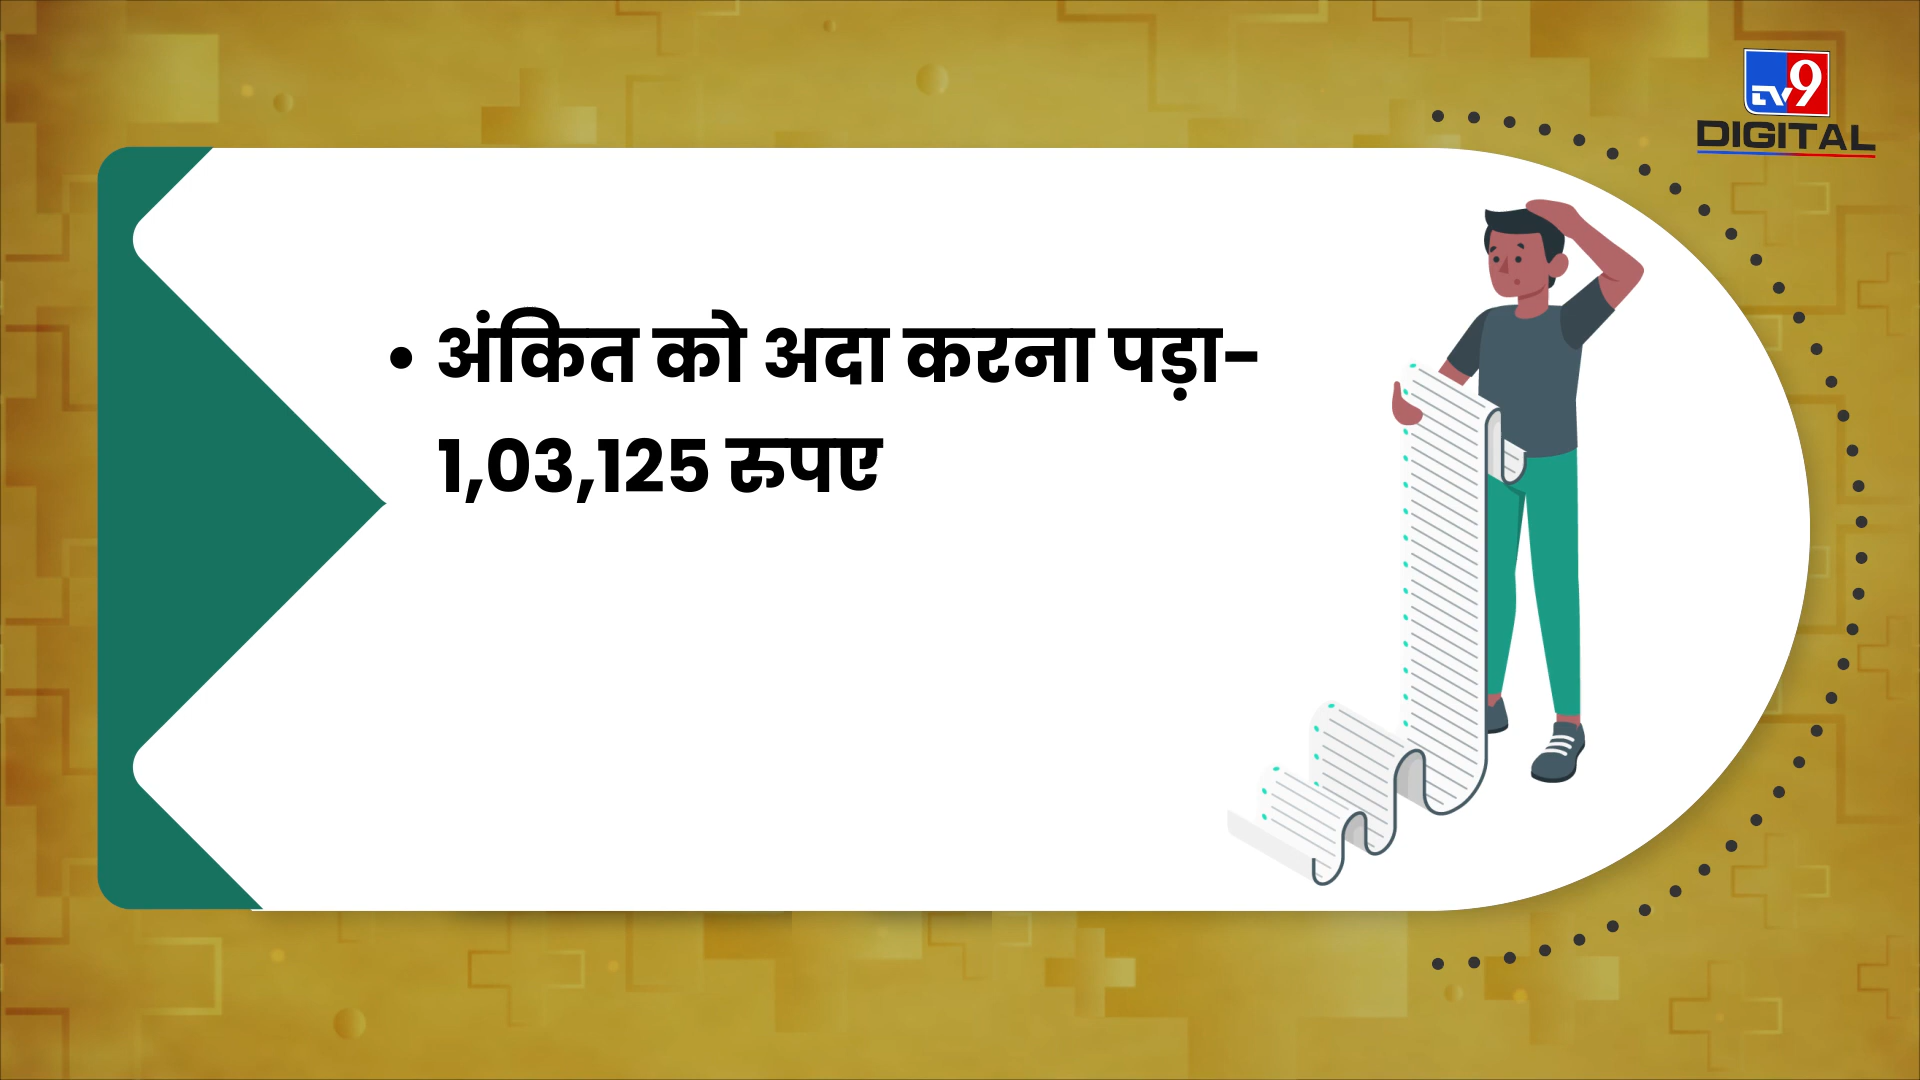 TV9
DIGITAL
• अंकित को अदा करना पड़ा-
1,03,125 रुपए